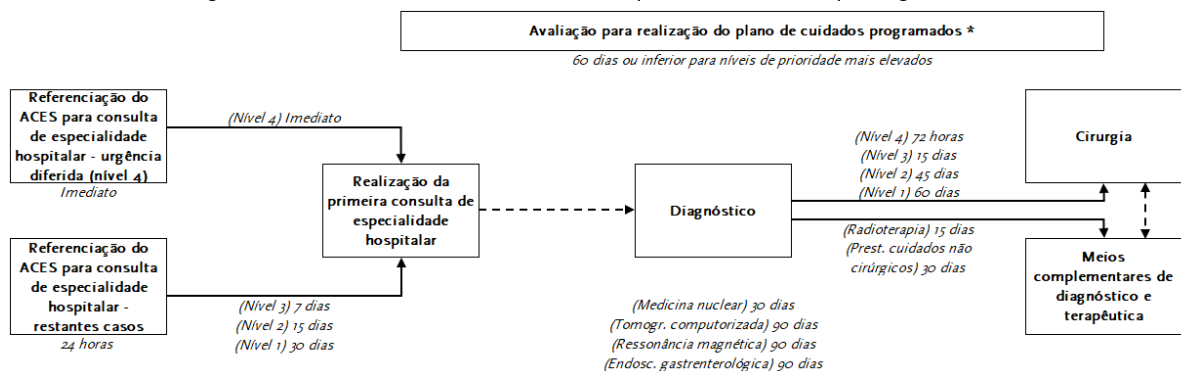 Avaliação para realização do plano de cuidados programados *
60 dias ou inferior para níveis de prioridade mais elevados
Referenciação do
ACES para consulta
de especialidade
hospitalar - urgência
diferida (nível 4)
Imediato
(Nível 4) Imediato
Realização da
primeira consulta de
especialidade
hospitalar
Referenciação do
ACES para consulta
de especialidade
hospitalar -
restantes casos
24 horas
(Nível 3) 7 dias
(Nível 2) 15 dias
(Nível 1) 30 dias
Diagnóstico
(Medicina nuclear) 30 dias
(Tomogr. computorizada) 90 dias
(Ressonância magnética) 90 dias
(Endosc. gastrenterológica) 90 dias
(Nível 4) 72 horas
(Nível 3) 15 dias
(Nível 2) 45 dias
(Nível 1) 60 dias
(Radioterapia) 15 dias
(Prest. cuidados não
cirúrgicos) 30 dias
Cirurgia
Meios
complementares de
diagnóstico e
terapêutica